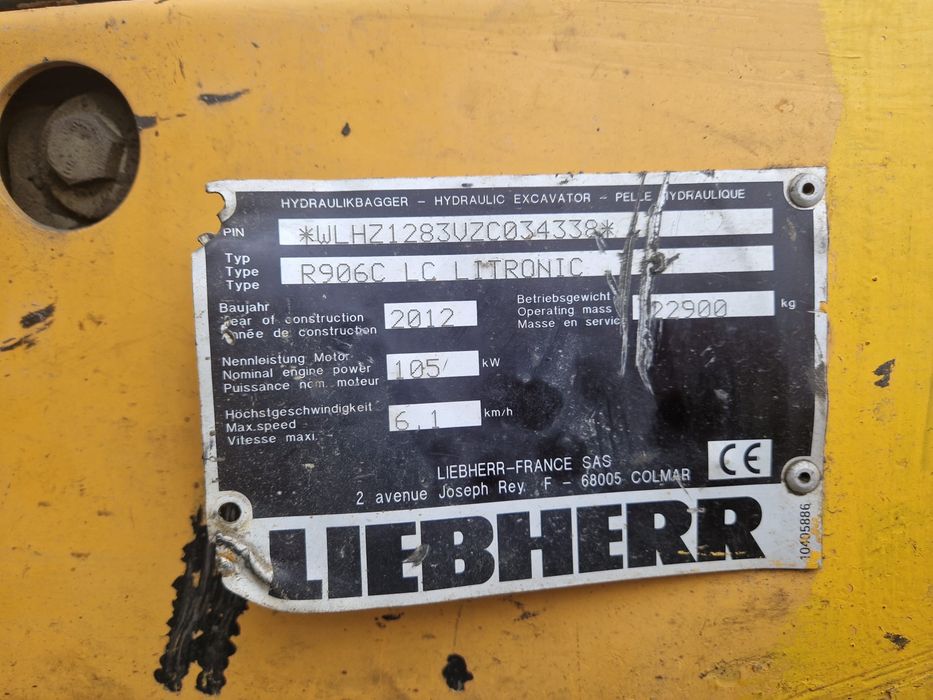 HYDRAULIKBAGGER - HYDRAULIC EXCAVATOR - PELLE HYDRAULIQUE
PIN *WLHZ1283VZC034338*
Typ
Type R906C LC LITRONIC
Type
Baujahr
Year of construction 2012
Année de construction
Betriebsgewicht
Operating mass 22900 kg
Masse en service
Nennleistung Motor
Nominal engine power 105/ kW
Puissance nom. moteur
Höchstgeschwindigkeit
Max.speed 6,1 km/h
Vitesse maxi.
LIEBHERR-FRANCE SAS
2 avenue Joseph Rey F - 68005 COLMAR
CE
LIEBHERR
10405886